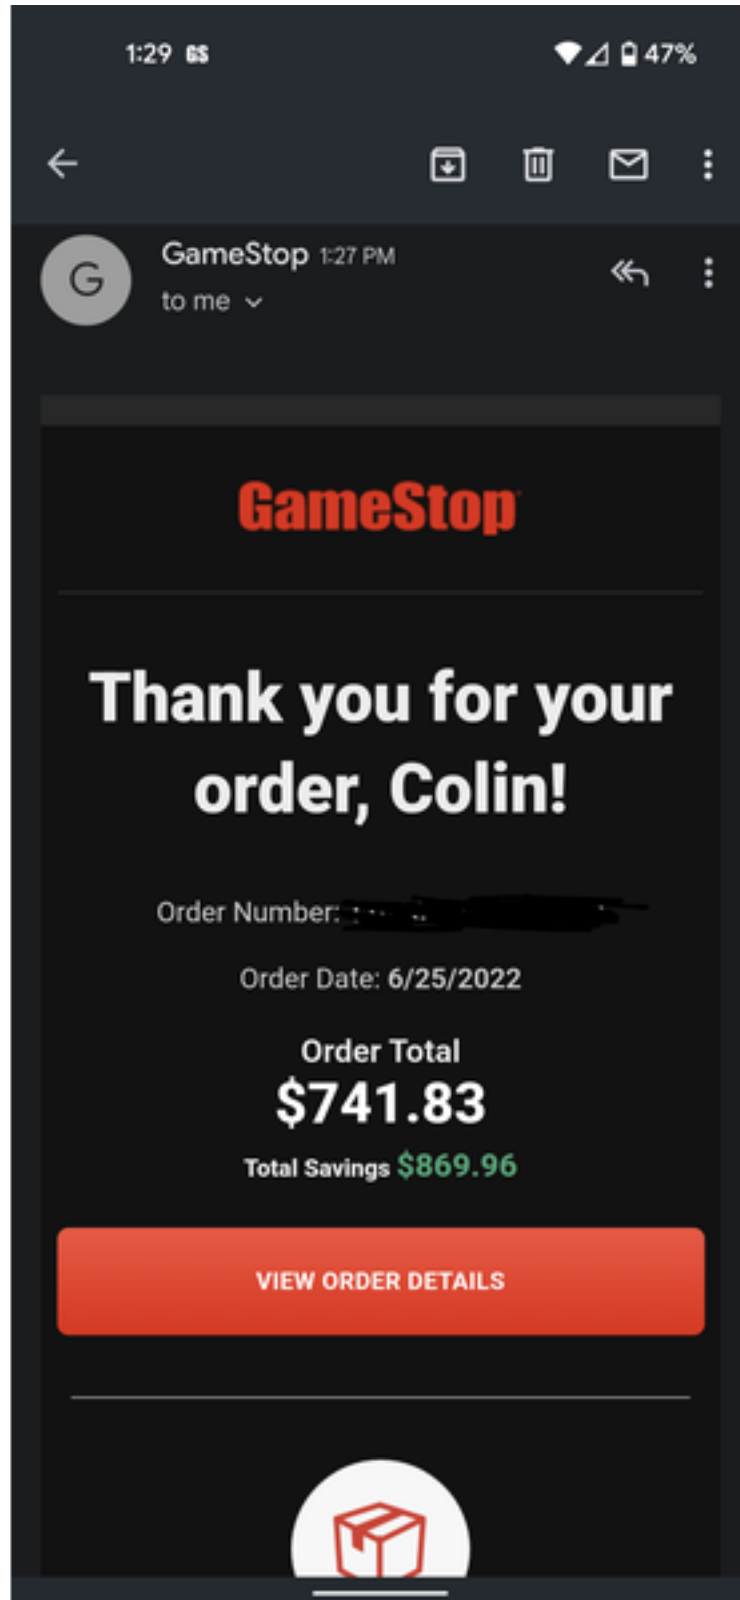 1:29 GS 47%
G GameStop 1:27 PM
to me
GameStop
Thank you for your
order, Colin!
Order Number:
Order Date: 6/25/2022
Order Total
$741.83
Total Savings $869.96
VIEW ORDER DETAILS